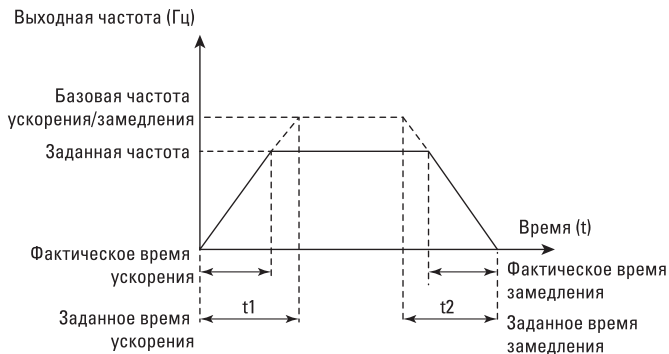 Выходная частота (Гц)
Базовая частота
ускорения/замедления
Заданная частота
Время (t)
Фактическое время
ускорения
Фактическое время
замедления
t1
t2
Заданное время
ускорения
Заданное время
замедления